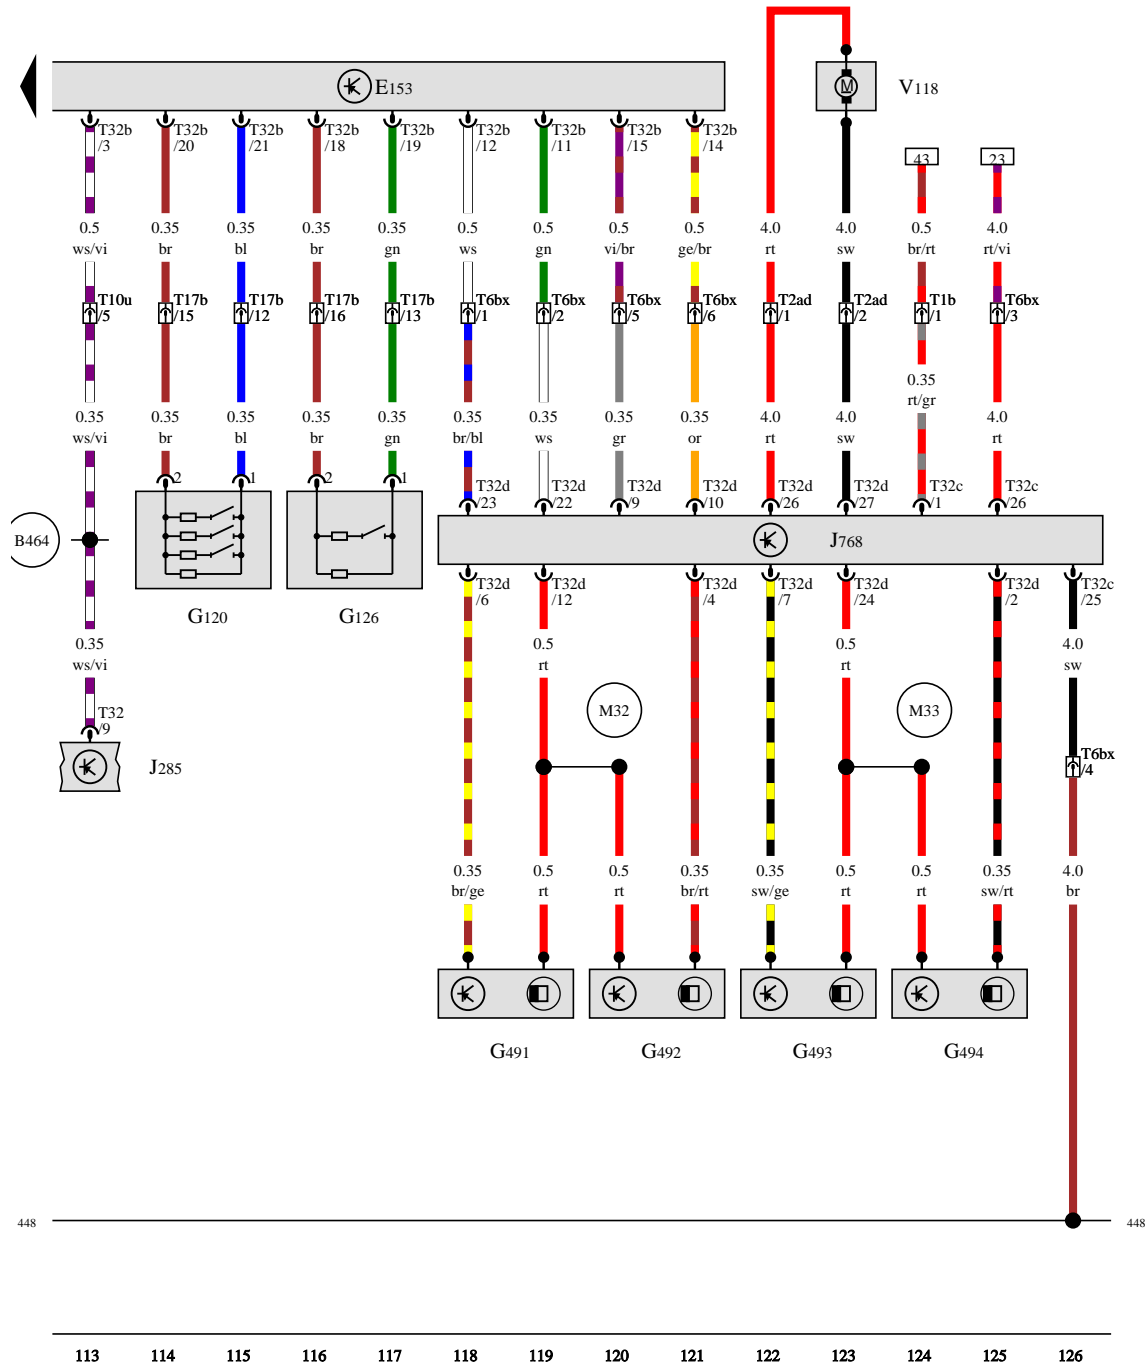 E153
V118
T32b T32b T32b T32b T32b T32b T32b T32b T32b
/3 /20 /21 /18 /19 /12 /11 /15 /14
43 23
0.5 0.35 0.35 0.35 0.35 0.5 0.5 0.5 0.5 4.0 4.0 0.5 4.0
ws/vi br bl br gn ws gn vi/br ge/br rt sw br/rt rt/vi
T10u T17b T17b T17b T17b T6bx T6bx T6bx T6bx T2ad T2ad T1b T6bx
/5 /15 /12 /16 /13 /1 /2 /5 /6 /1 /2 /1 /3
0.35
rt/gr
0.35 0.35 0.35 0.35 0.35 0.35 0.35 0.35 0.35 4.0 4.0 4.0
ws/vi br bl br gn br/bl ws gr or rt sw rt
2 1 2 1
T32d T32d T32d T32d T32d T32d T32c T32c
/23 /22 /9 /10 /26 /27 /1 /26
B464
J768
T32d T32d T32d T32d T32d T32d T32c
/6 /12 /4 /7 /24 /2 /25
G120 G126
0.35 0.5 0.5 4.0
ws/vi rt rt sw
T32
/9
M32 M33
T6bx
/4
J285
0.35 0.5 0.5 0.35 0.35 0.5 0.5 0.35 4.0
br/ge rt rt br/rt sw/ge rt rt sw/rt br
M
G491 G492 G493 G494
448 448
113 114 115 116 117 118 119 120 121 122 123 124 125 126